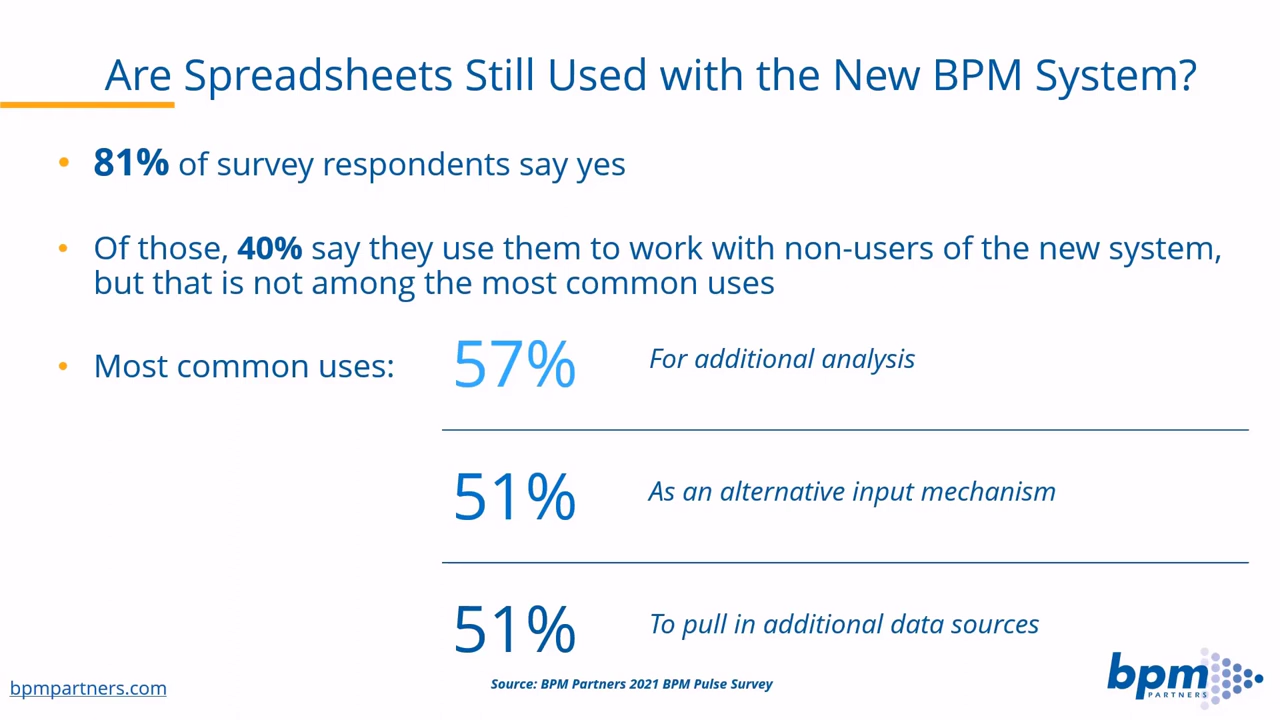 Are Spreadsheets Still Used with the New BPM System?
• 81% of survey respondents say yes
• Of those, 40% say they use them to work with non-users of the new system,
but that is not among the most common uses
• Most common uses:
57% For additional analysis
51% As an alternative input mechanism
51% To pull in additional data sources
bpmpartners.com
Source: BPM Partners 2021 BPM Pulse Survey
bpm
PARTNERS